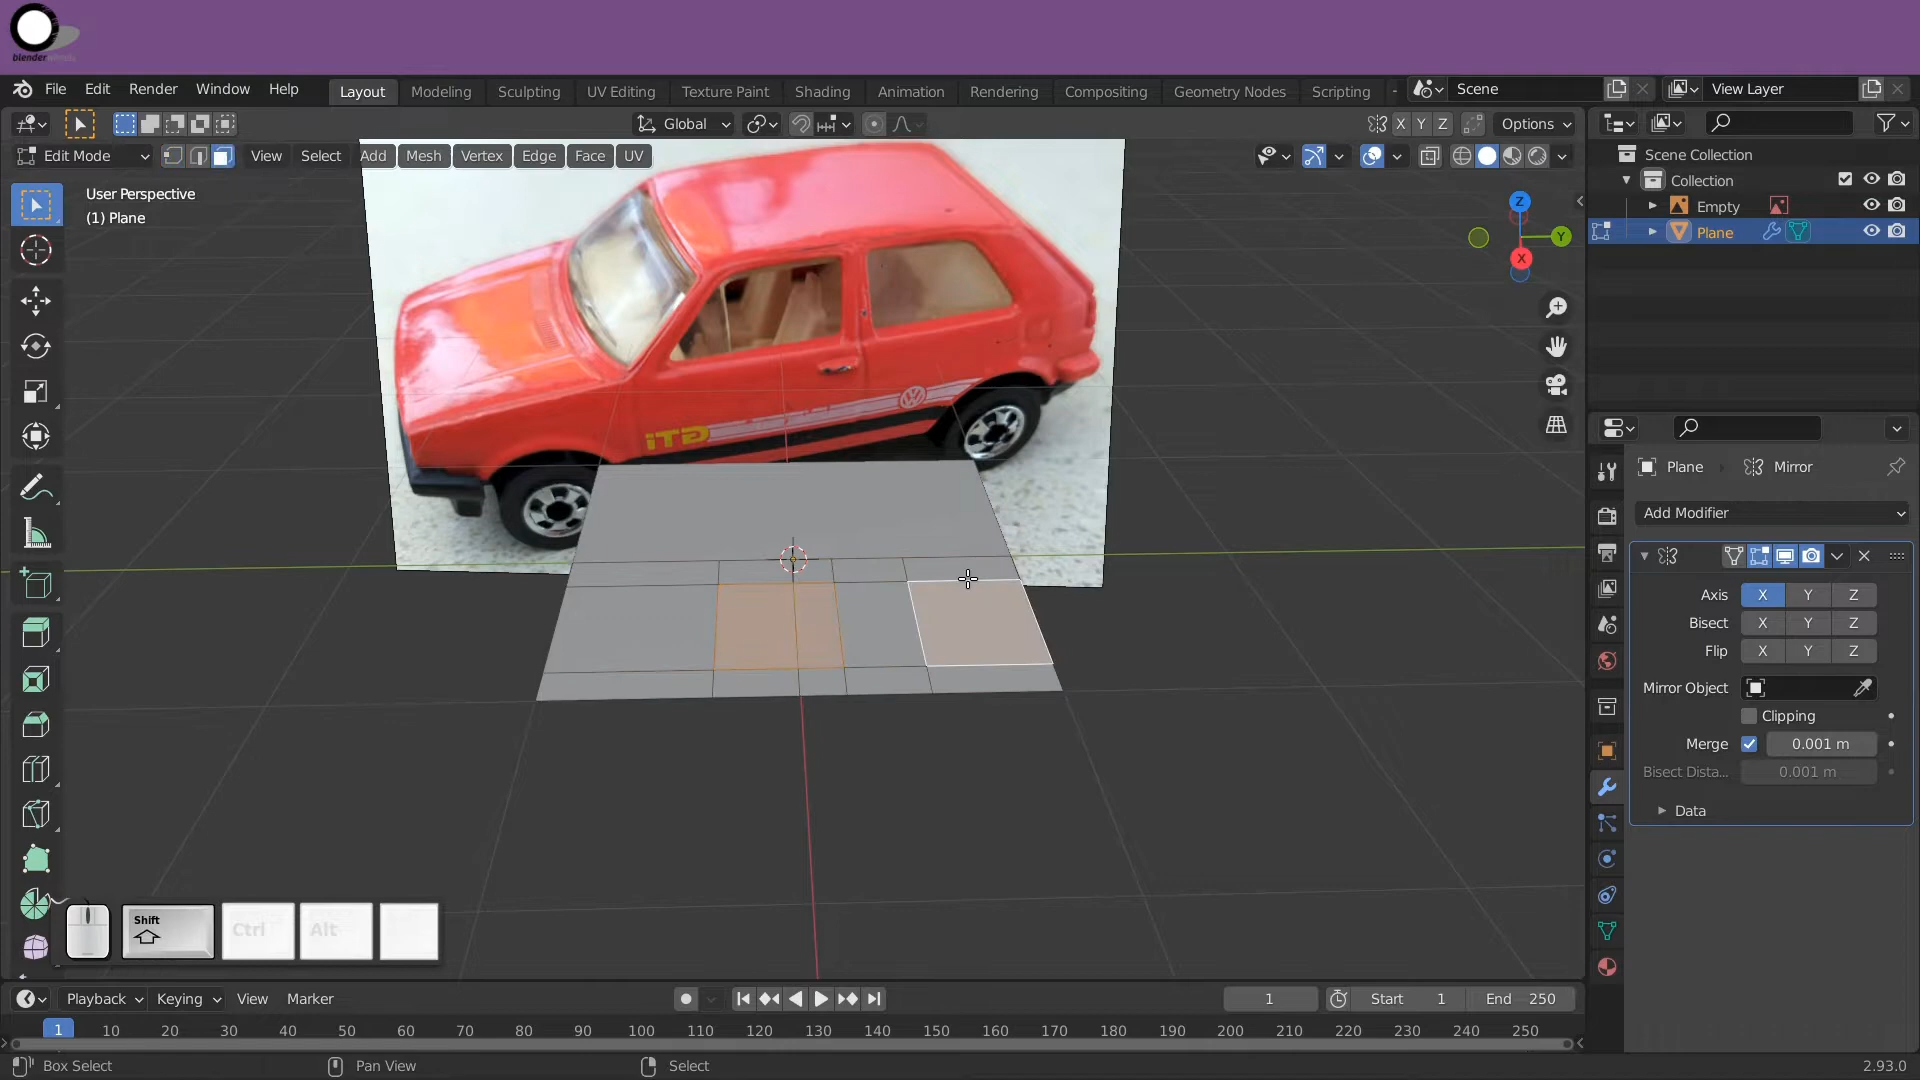 blender
File Edit Render Window Help
Layout Modeling Sculpting UV Editing Texture Paint Shading Animation Rendering Compositing Geometry Nodes Scripting
Scene
View Layer
Global
X Y Z
Options
Edit Mode
View Select Add Mesh Vertex Edge Face UV
User Perspective
(1) Plane
Z
Y
X
iTD
Scene Collection
Collection
Empty
Plane
Plane
Mirror
Add Modifier
Axis X Y Z
Bisect X Y Z
Flip X Y Z
Mirror Object
Clipping
Merge 0.001 m
Bisect Dista... 0.001 m
Data
Shift
Ctrl
Alt
Playback Keying View Marker
1
Start 1
End 250
1 10 20 30 40 50 60 70 80 90 100 110 120 130 140 150 160 170 180 190 200 210 220 230 240 250
Box Select
Pan View
Select
2.93.0